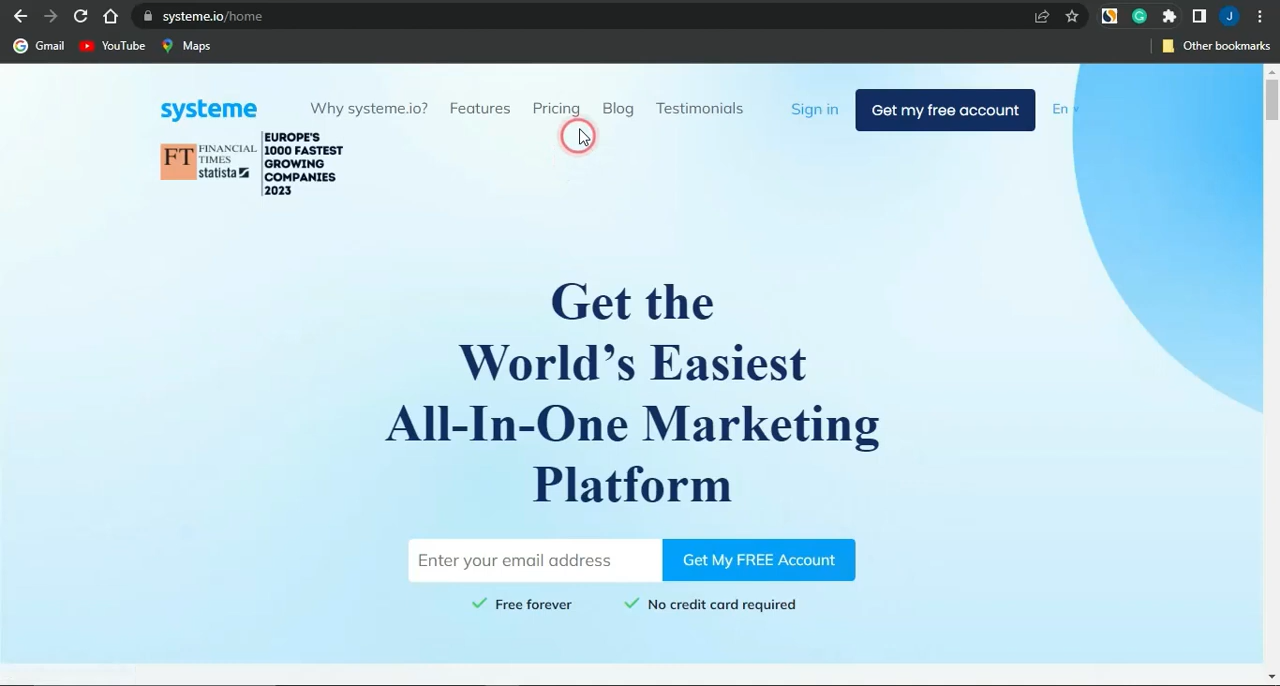 systeme.io/home
J
Gmail YouTube Maps Other bookmarks
systeme Why systeme.io? Features Pricing Blog Testimonials Sign in Get my free account En
FT FINANCIAL TIMES statista
EUROPE'S
1000 FASTEST
GROWING
COMPANIES
2023
Get the
World's Easiest
All-In-One Marketing
Platform
Enter your email address Get My FREE Account
Free forever No credit card required